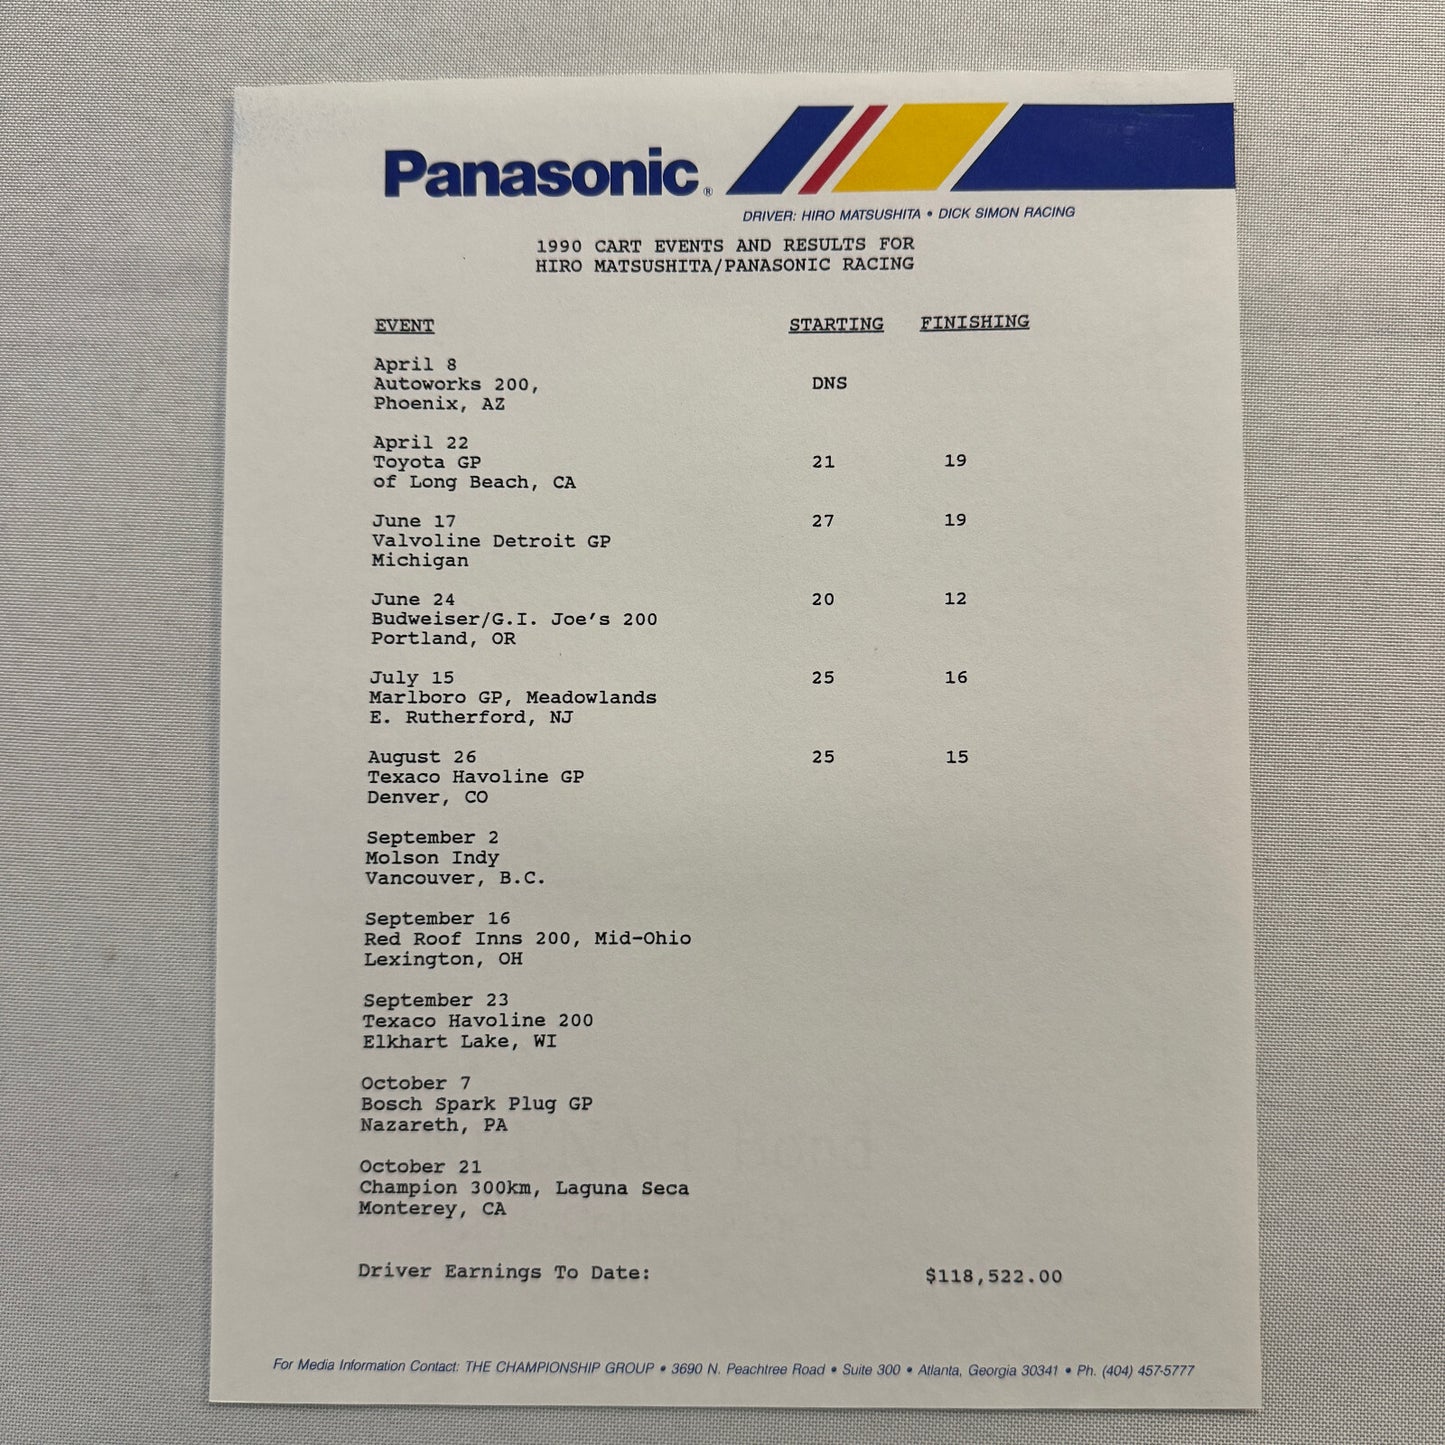 Panasonic®
DRIVER: HIRO MATSUSHITA • DICK SIMON RACING
1990 CART EVENTS AND RESULTS FOR
HIRO MATSUSHITA/PANASONIC RACING
EVENT STARTING FINISHING
April 8
Autoworks 200, DNS
Phoenix, AZ
April 22
Toyota GP 21 19
of Long Beach, CA
June 17 27 19
Valvoline Detroit GP
Michigan
June 24 20 12
Budweiser/G.I. Joe's 200
Portland, OR
July 15 25 16
Marlboro GP, Meadowlands
E. Rutherford, NJ
August 26 25 15
Texaco Havoline GP
Denver, CO
September 2
Molson Indy
Vancouver, B.C.
September 16
Red Roof Inns 200, Mid-Ohio
Lexington, OH
September 23
Texaco Havoline 200
Elkhart Lake, WI
October 7
Bosch Spark Plug GP
Nazareth, PA
October 21
Champion 300km, Laguna Seca
Monterey, CA
Driver Earnings To Date: $118,522.00
For Media Information Contact: THE CHAMPIONSHIP GROUP • 3690 N. Peachtree Road • Suite 300 • Atlanta, Georgia 30341 • Ph. (404) 457-5777